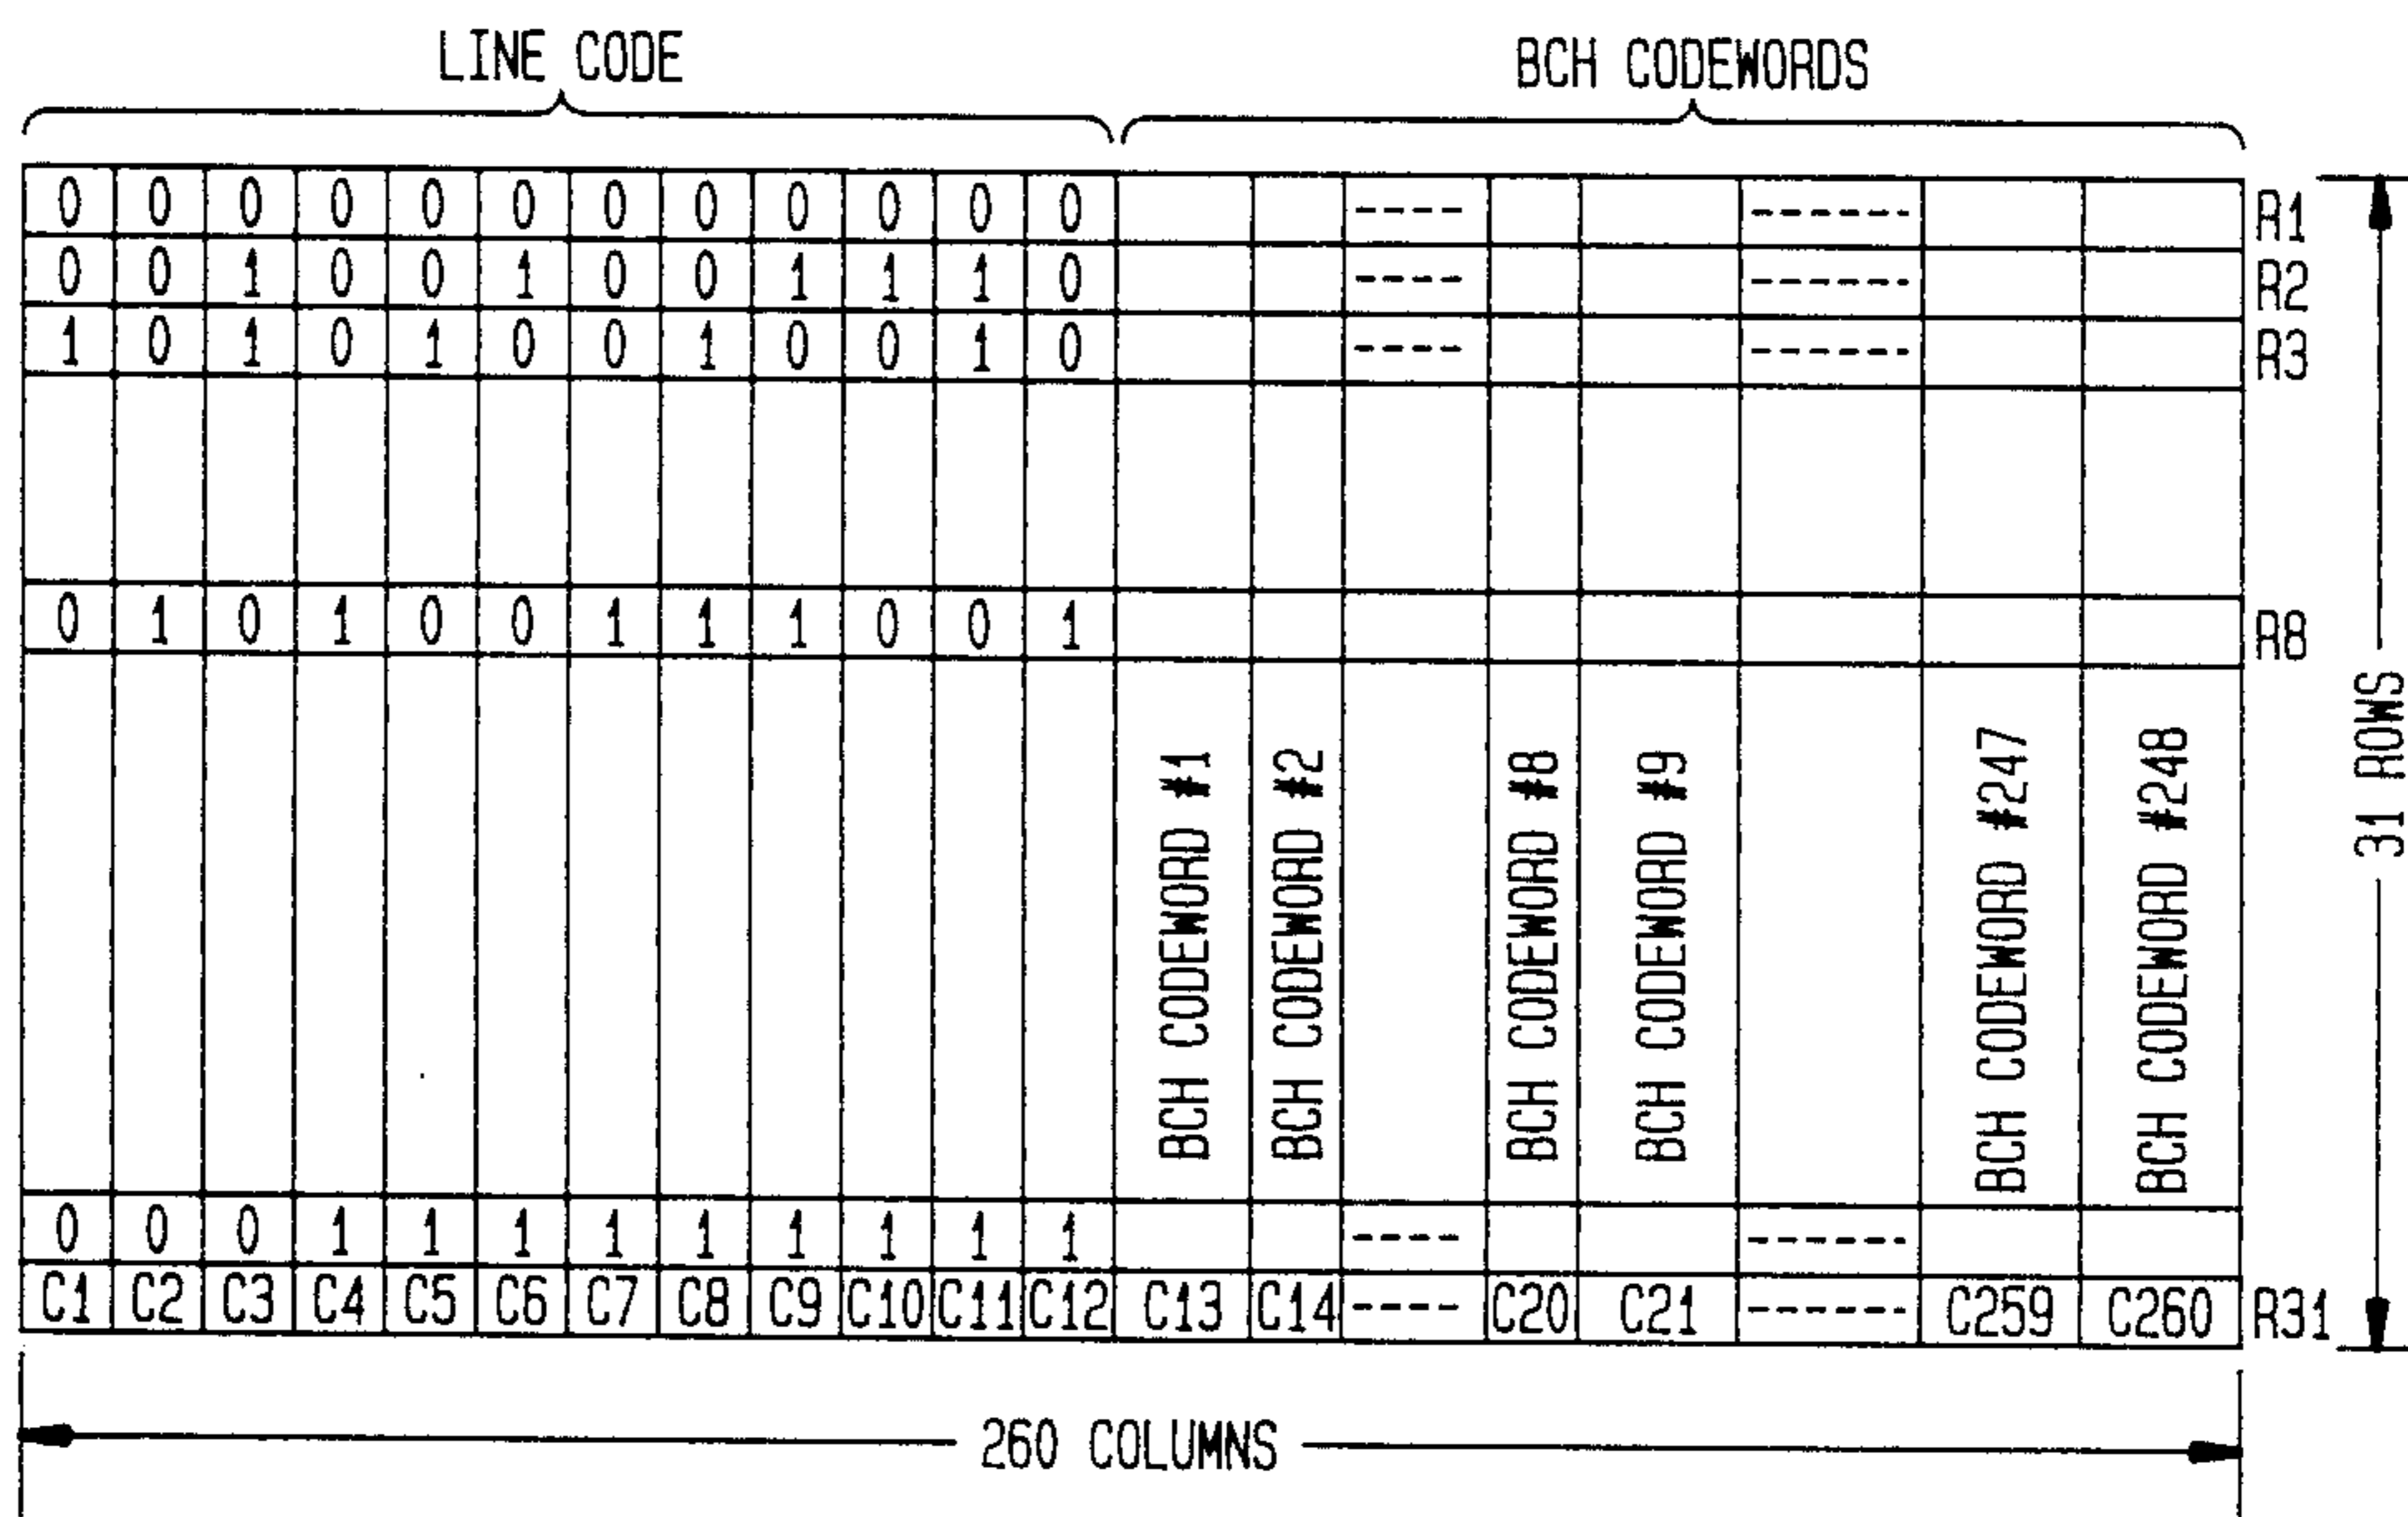 LINE CODE BCH CODEWORDS
0 0 0 0 0 0 0 0 0 0 0 0 ---- ------ R1
0 0 1 0 0 1 0 0 1 1 1 0 ---- ------ R2
1 0 1 0 1 0 0 1 0 0 1 0 ---- ------ R3
0 1 0 1 0 0 1 1 1 0 0 1 R8
BCH CODEWORD #1
BCH CODEWORD #2
BCH CODEWORD #8
BCH CODEWORD #9
BCH CODEWORD #247
BCH CODEWORD #248
31 ROWS
0 0 0 1 1 1 1 1 1 1 1 1 ---- ------
C1 C2 C3 C4 C5 C6 C7 C8 C9 C10 C11 C12 C13 C14 ---- C20 C21 ------ C259 C260 R31
260 COLUMNS